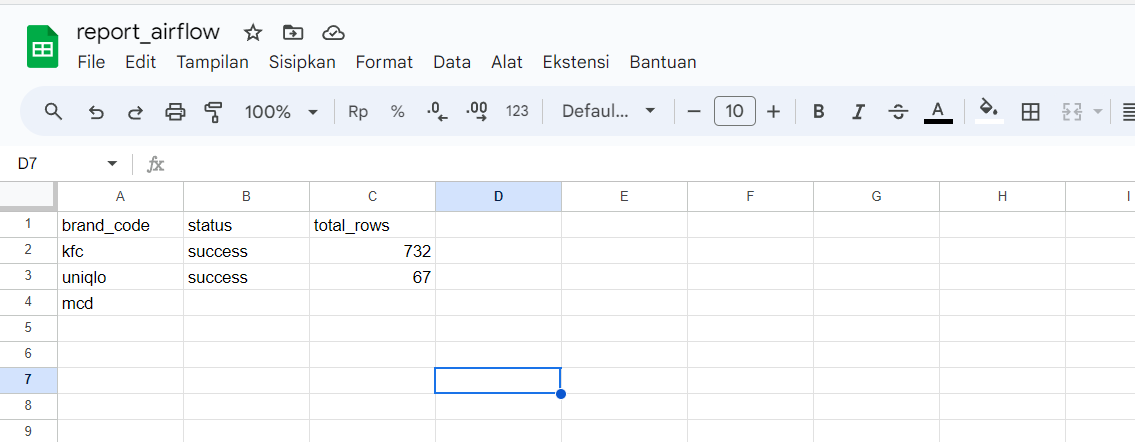 report_airflow
File Edit Tampilan Sisipkan Format Data Alat Ekstensi Bantuan
100% Rp % .0 .00 123 Defaul... 10 B I A
D7 fx
A B C D E F G H I
1 brand_code status total_rows
2 kfc success 732
3 uniqlo success 67
4 mcd
5
6
7
8
9